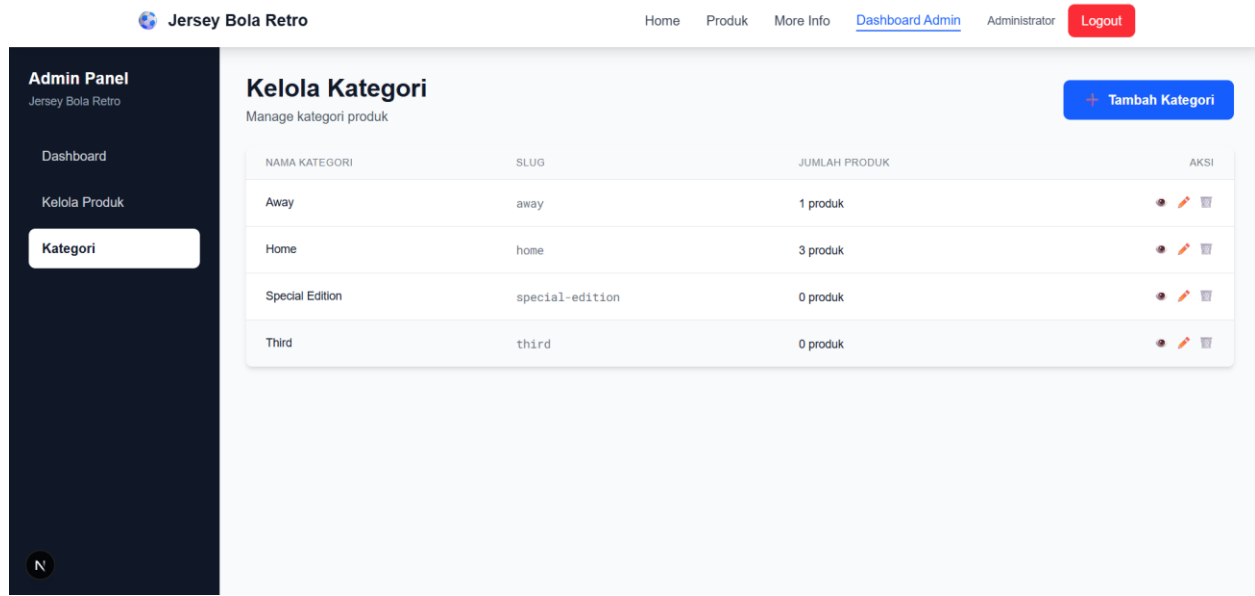 Jersey Bola Retro Home Produk More Info Dashboard Admin Administrator Logout
Admin Panel
Jersey Bola Retro
Dashboard
Kelola Produk
Kategori
N
Kelola Kategori
Manage kategori produk
Tambah Kategori
NAMA KATEGORI SLUG JUMLAH PRODUK AKSI
Away away 1 produk
Home home 3 produk
Special Edition special-edition 0 produk
Third third 0 produk